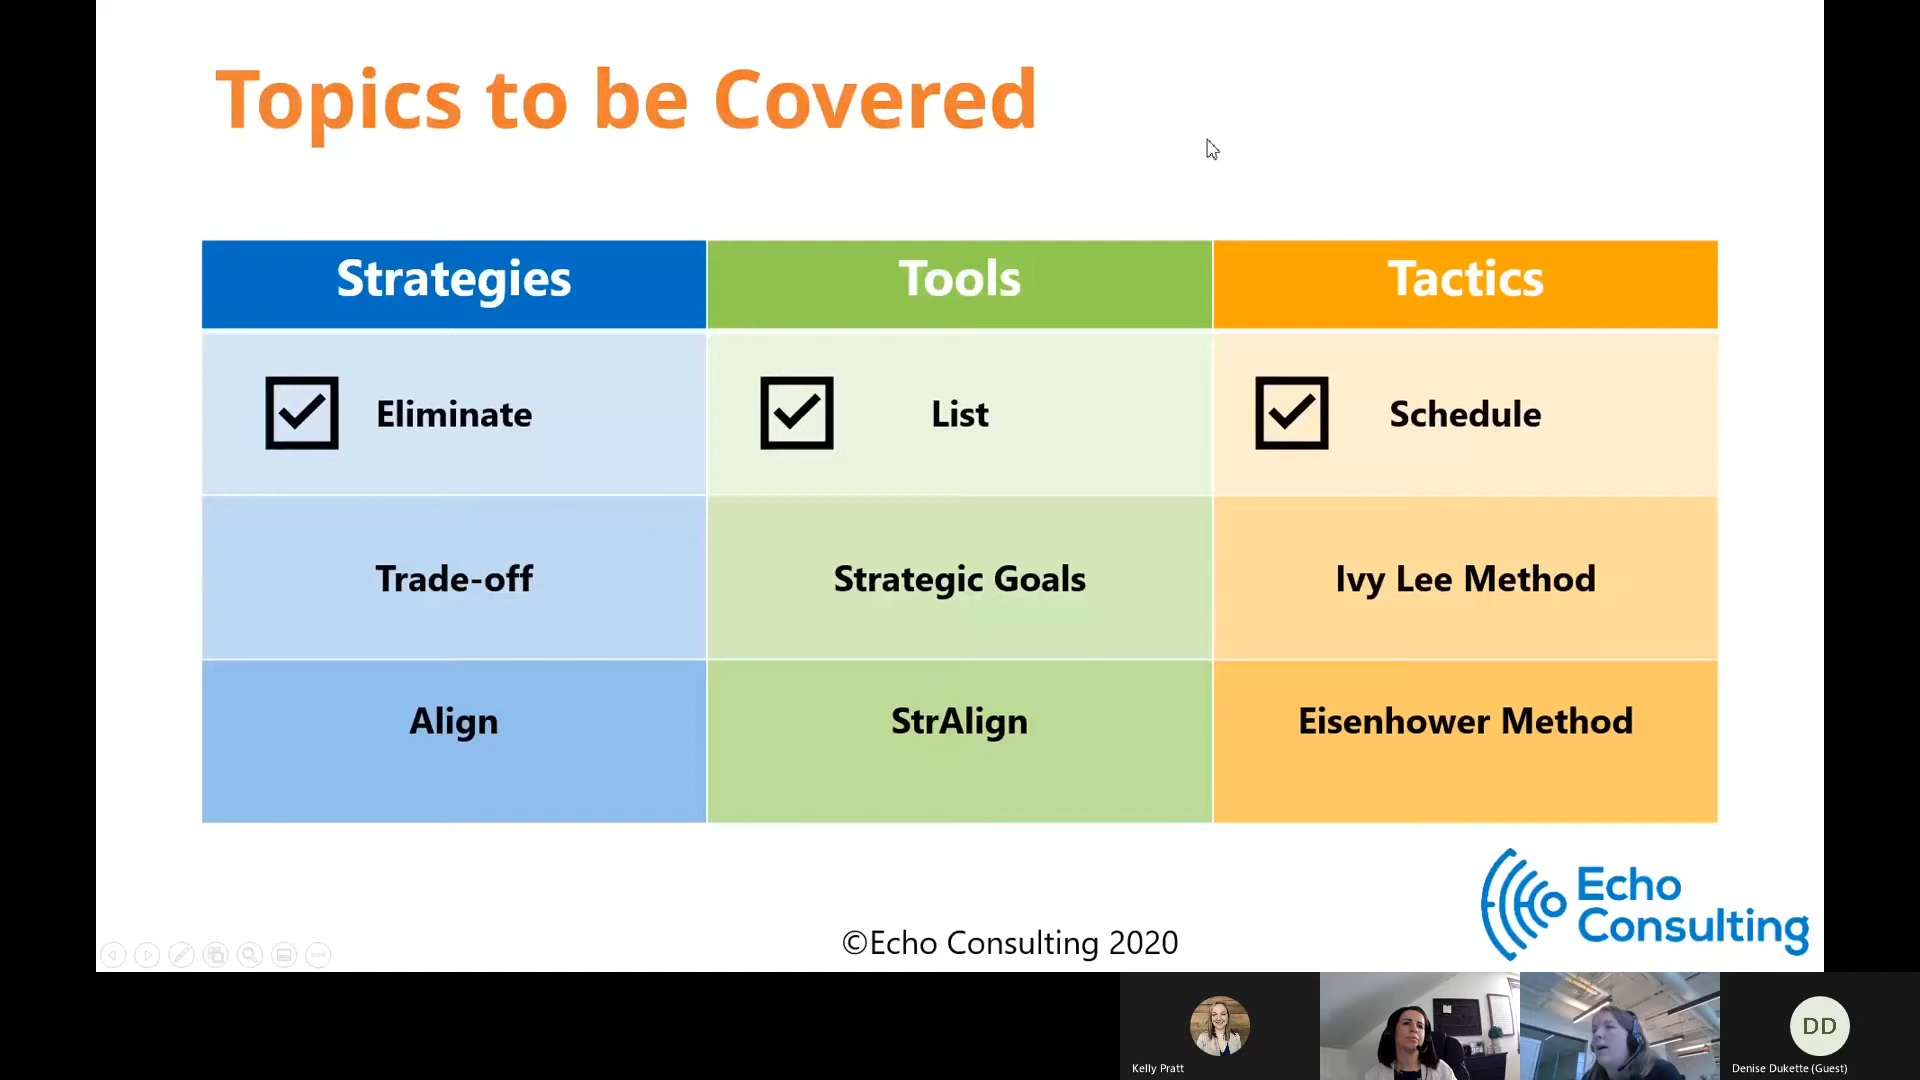 Topics to be Covered
Strategies Tools Tactics
Eliminate List Schedule
Trade-off Strategic Goals Ivy Lee Method
Align StrAlign Eisenhower Method
Echo
Consulting
©Echo Consulting 2020
DD
Kelly Pratt
Denise Dukette (Guest)